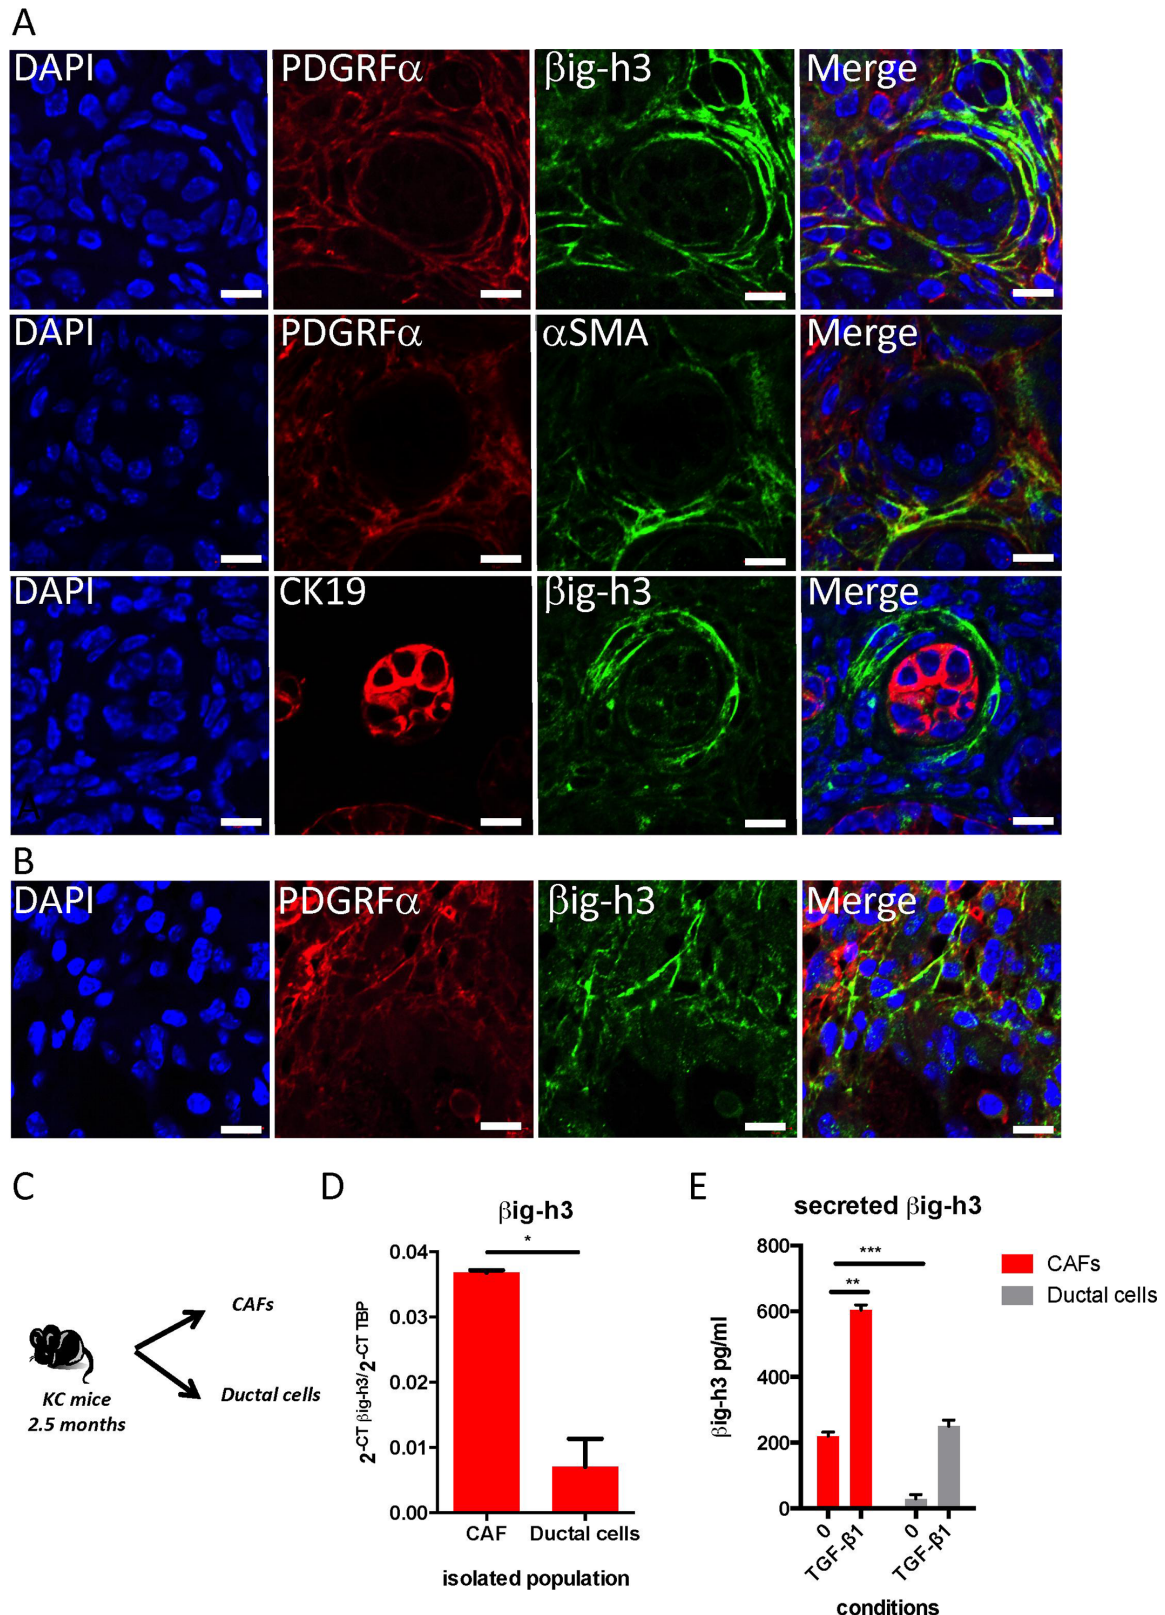 A
DAPI PDGRFα βig-h3 Merge
DAPI PDGRFα αSMA Merge
DAPI CK19 βig-h3 Merge
A
B
DAPI PDGRFα βig-h3 Merge
C
CAFs
Ductal cells
KC mice
2.5 months
D
βig-h3
*
0.04
0.03
0.02
0.01
0.00
2-CT βig-h3/2-CT TBP
CAF Ductal cells
isolated population
E
secreted βig-h3
800
600
400
200
0
βig-h3 pg/ml
***
**
CAFs
Ductal cells
0 TGF-β1 0 TGF-β1
conditions